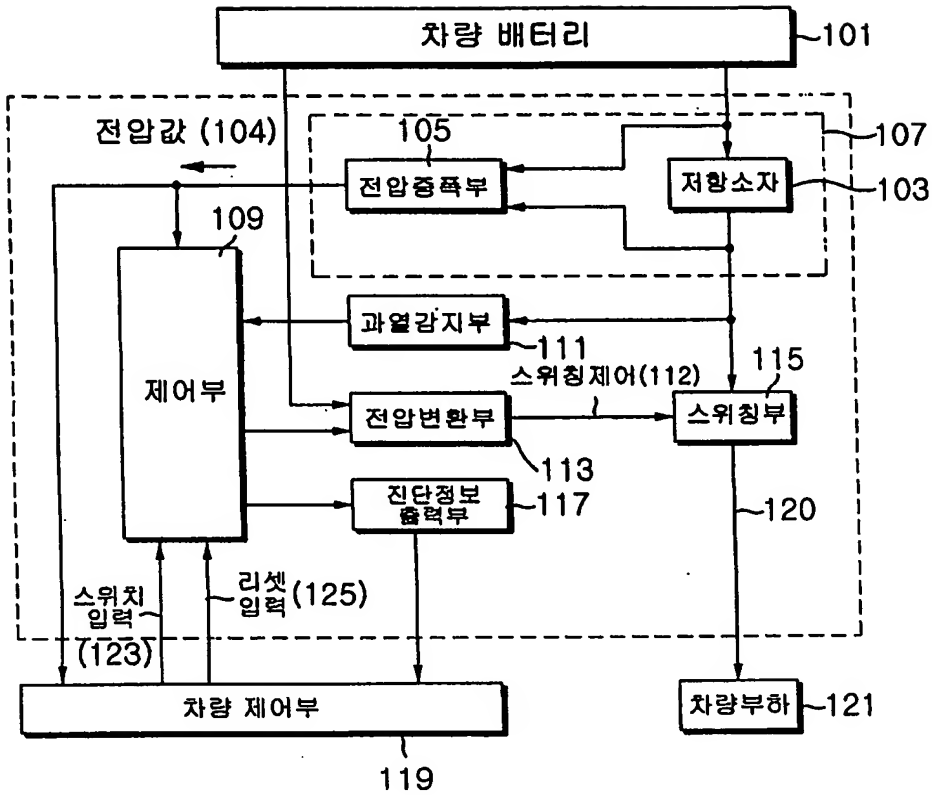 차량 배터리
101
전압값 (104)
105
107
전압증폭부
저항소자
103
109
과열감지부
111
115
스위칭제어(112)
제어부
전압변환부
스위칭부
113
진단정보
출력부
117
120
스위치
입력
(123)
리셋
입력
(125)
차량 제어부
119
차량부하
121